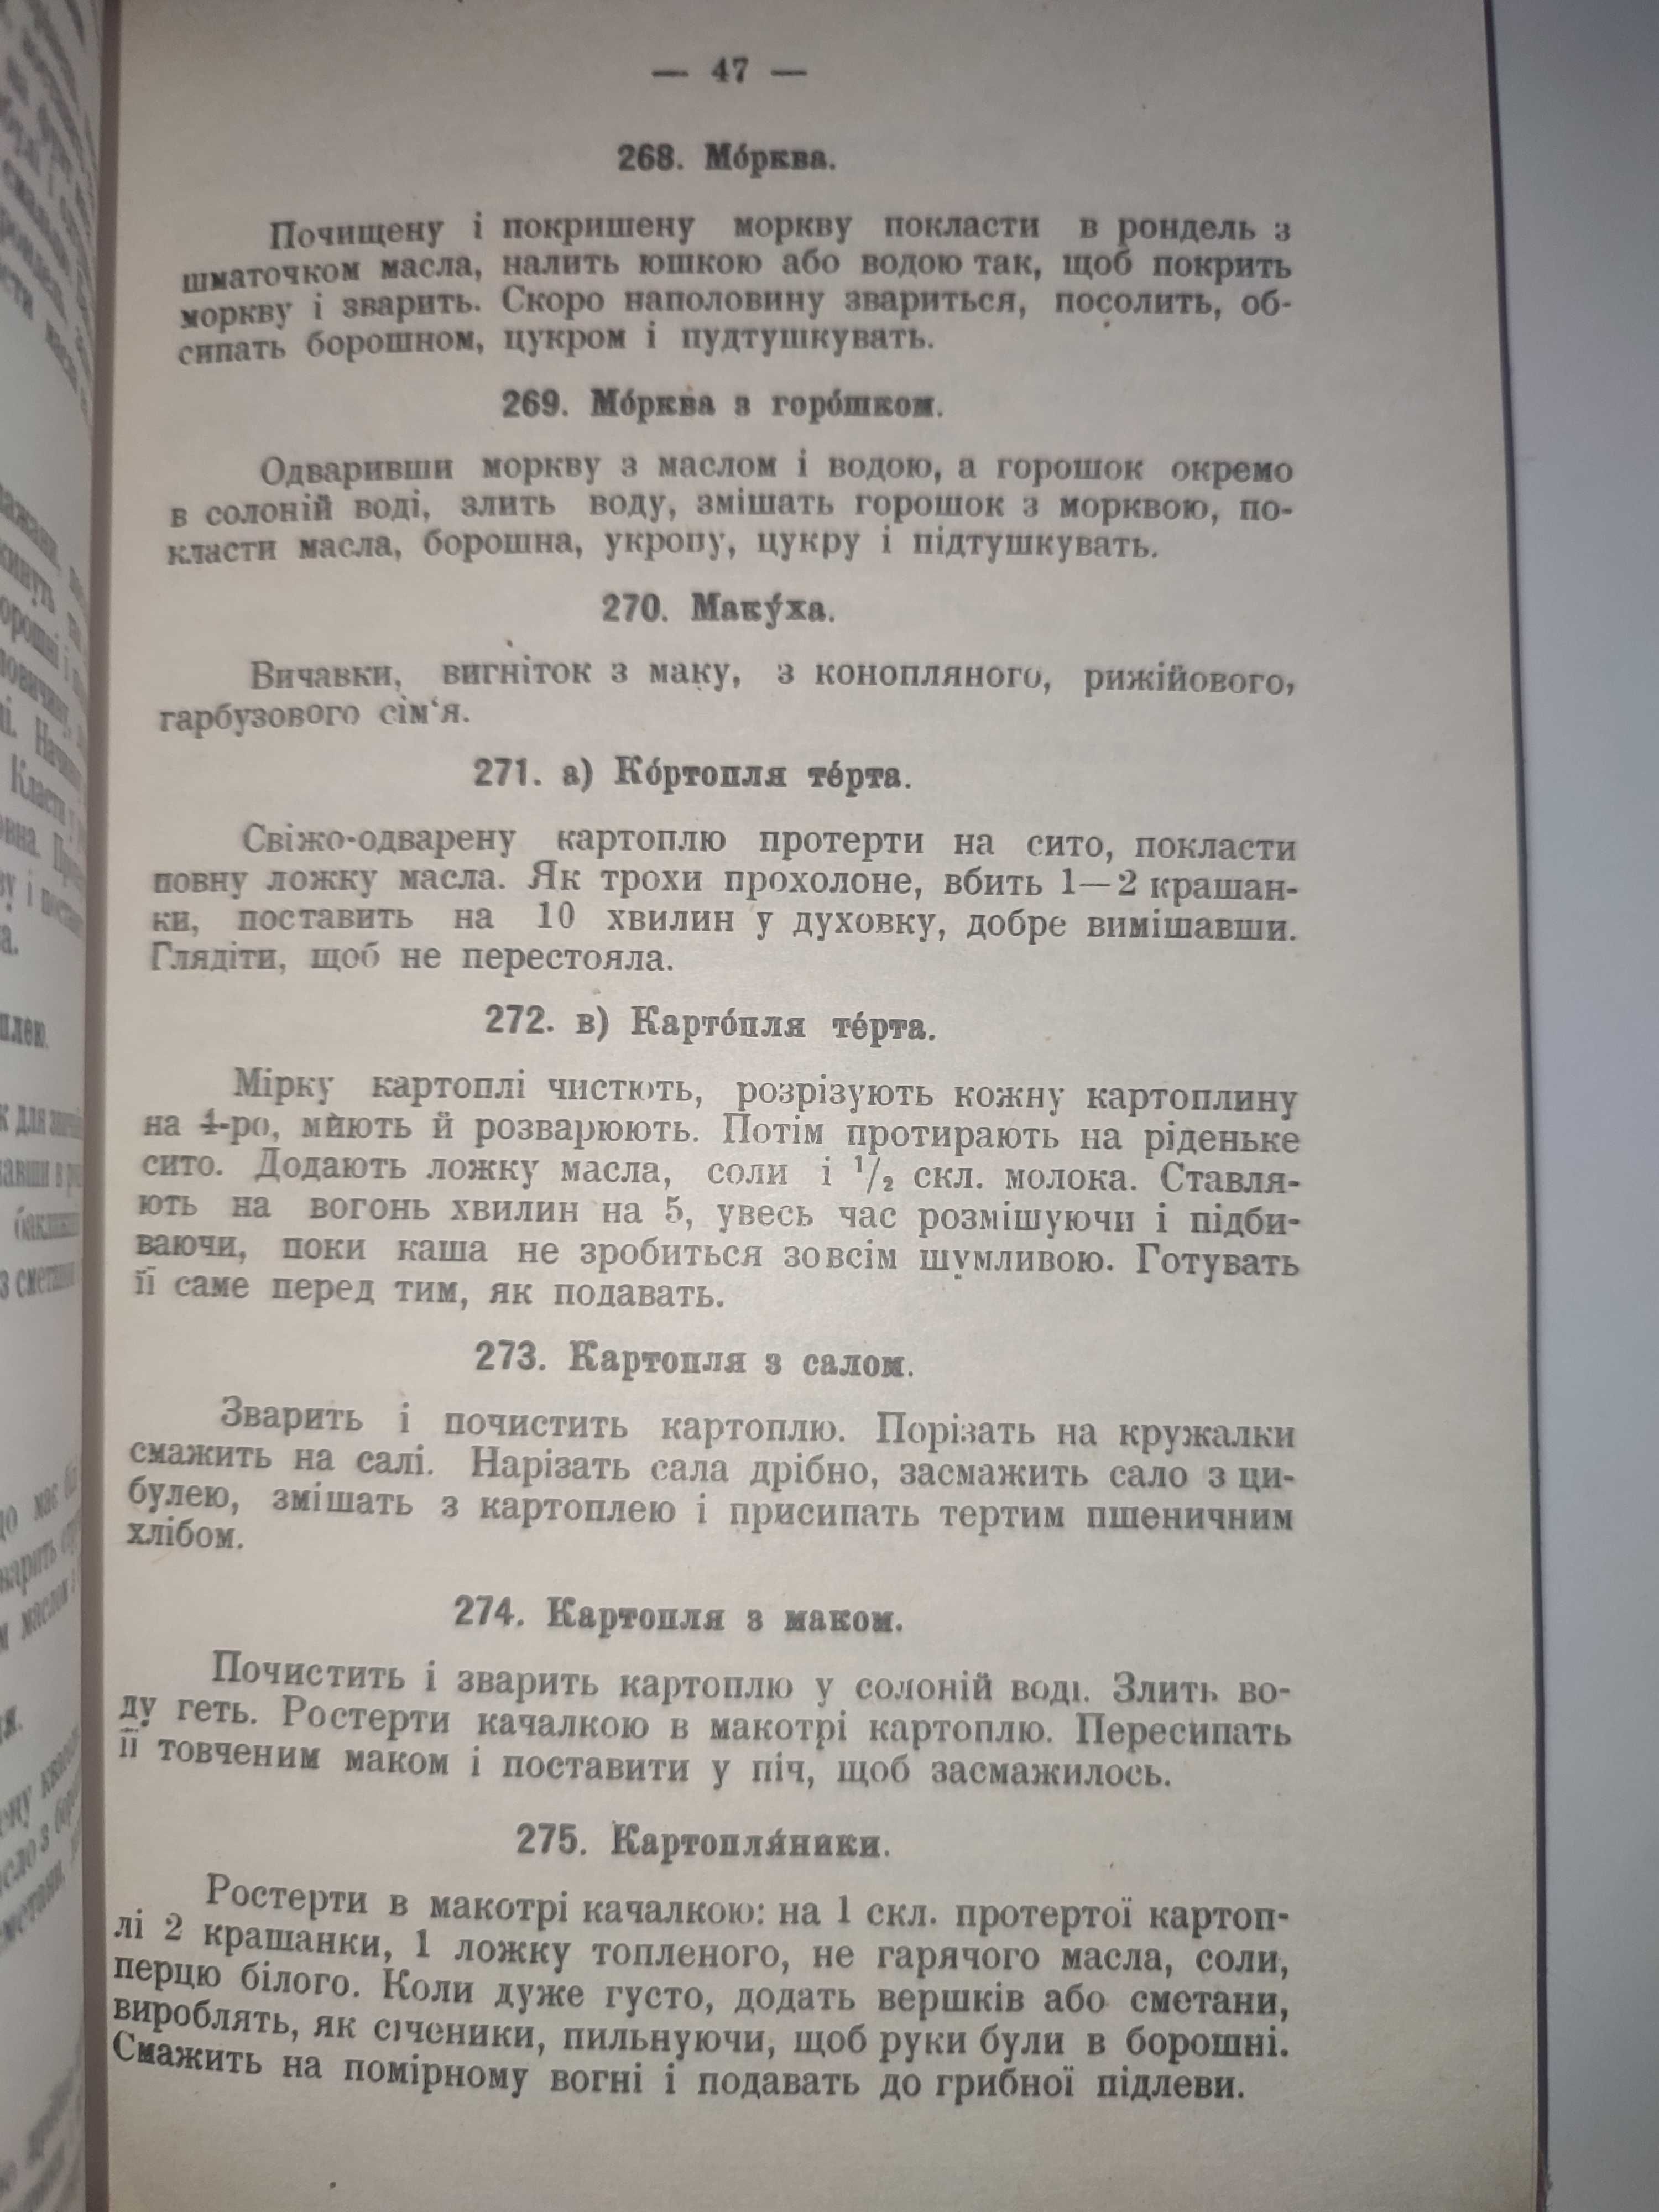 — 47 —
268. Мо́рква.
Почищену і покришену моркву покласти в рондель з
шматочком масла, налить юшкою або водою так, щоб покрить
моркву і зварить. Скоро наполовину звариться, посолить, об-
сипать борошном, цукром і пудтушкувать.
269. Мо́рква з горо́шком.
Одваривши моркву з маслом і водою, а горошок окремо
в солоній воді, злить воду, змішать горошок з морквою, по-
класти масла, борошна, укропу, цукру і підтушкувать.
270. Маку́ха.
Вичавки, вигніток з маку, з конопляного, рижійового,
гарбузового сім‘я.
271. а) Ко́ртопля те́рта.
Свіжо-одварену картоплю протерти на сито, покласти
повну ложку масла. Як трохи прохолоне, вбить 1—2 крашан-
ки, поставить на 10 хвилин у духовку, добре вимішавши.
Глядіти, щоб не перестояла.
272. в) Карто́пля те́рта.
Мірку картоплі чистють, розрізують кожну картоплину
на 4-ро, миють й розварюють. Потім протирають на ріденьке
сито. Додають ложку масла, соли і 1/2 скл. молока. Ставля-
ють на вогонь хвилин на 5, увесь час розмішуючи і підби-
ваючи, поки каша не зробиться зовсім шумливою. Готувать
її саме перед тим, як подавать.
273. Картопля з салом.
Зварить і почистить картоплю. Порізать на кружалки
смажить на салі. Нарізать сала дрібно, засмажить сало з ци-
булею, змішать з картоплею і присипать тертим пшеничним
хлібом.
274. Картопля з маком.
Почистить і зварить картоплю у солоній воді. Злить во-
ду геть. Ростерти качалкою в макотрі картоплю. Пересипать
її товченим маком і поставити у піч, щоб засмажилось.
275. Картопля́ники.
Ростерти в макотрі качалкою: на 1 скл. протертої картоп-
лі 2 крашанки, 1 ложку топленого, не гарячого масла, соли,
перцю білого. Коли дуже густо, додать вершків або сметани,
вироблять, як січеники, пильнуючи, щоб руки були в борошні.
Смажить на помірному вогні і подавать до грибної підлеви.